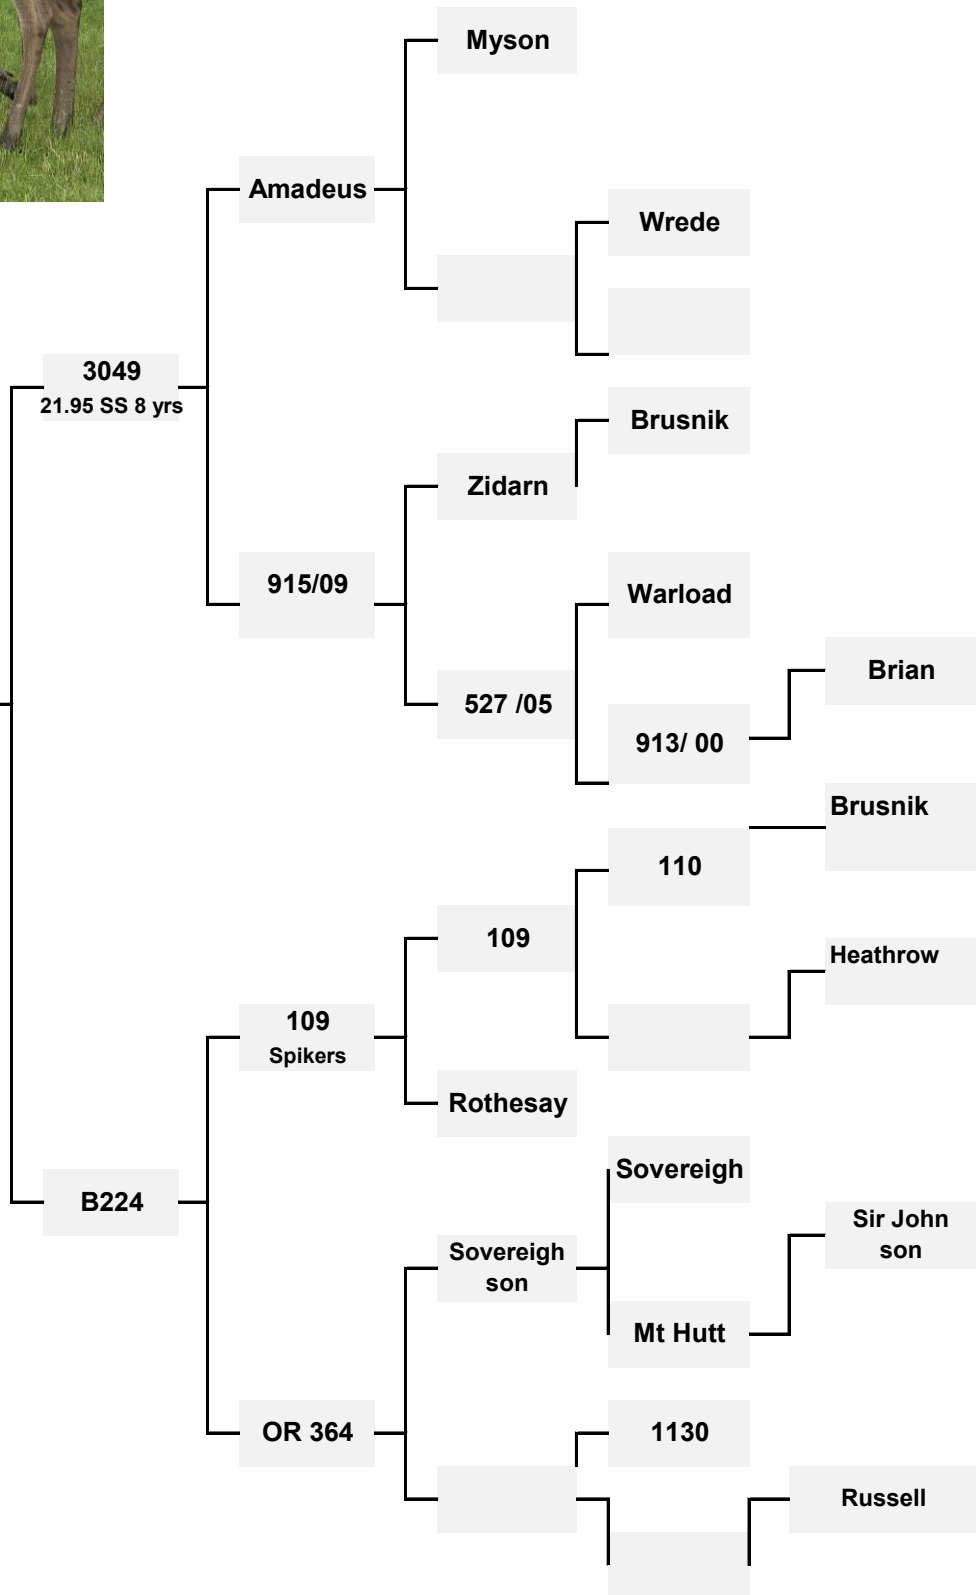 Myson
Amadeus
Wrede
3049
21.95 SS 8 yrs
Brusnik
Zidarn
915/09
Warload
Brian
527 /05
913/ 00
Brusnik
110
109
Heathrow
109
Spikers
Rothesay
Sovereigh
B224
Sir John
son
Sovereigh
son
Mt Hutt
OR 364
1130
Russell